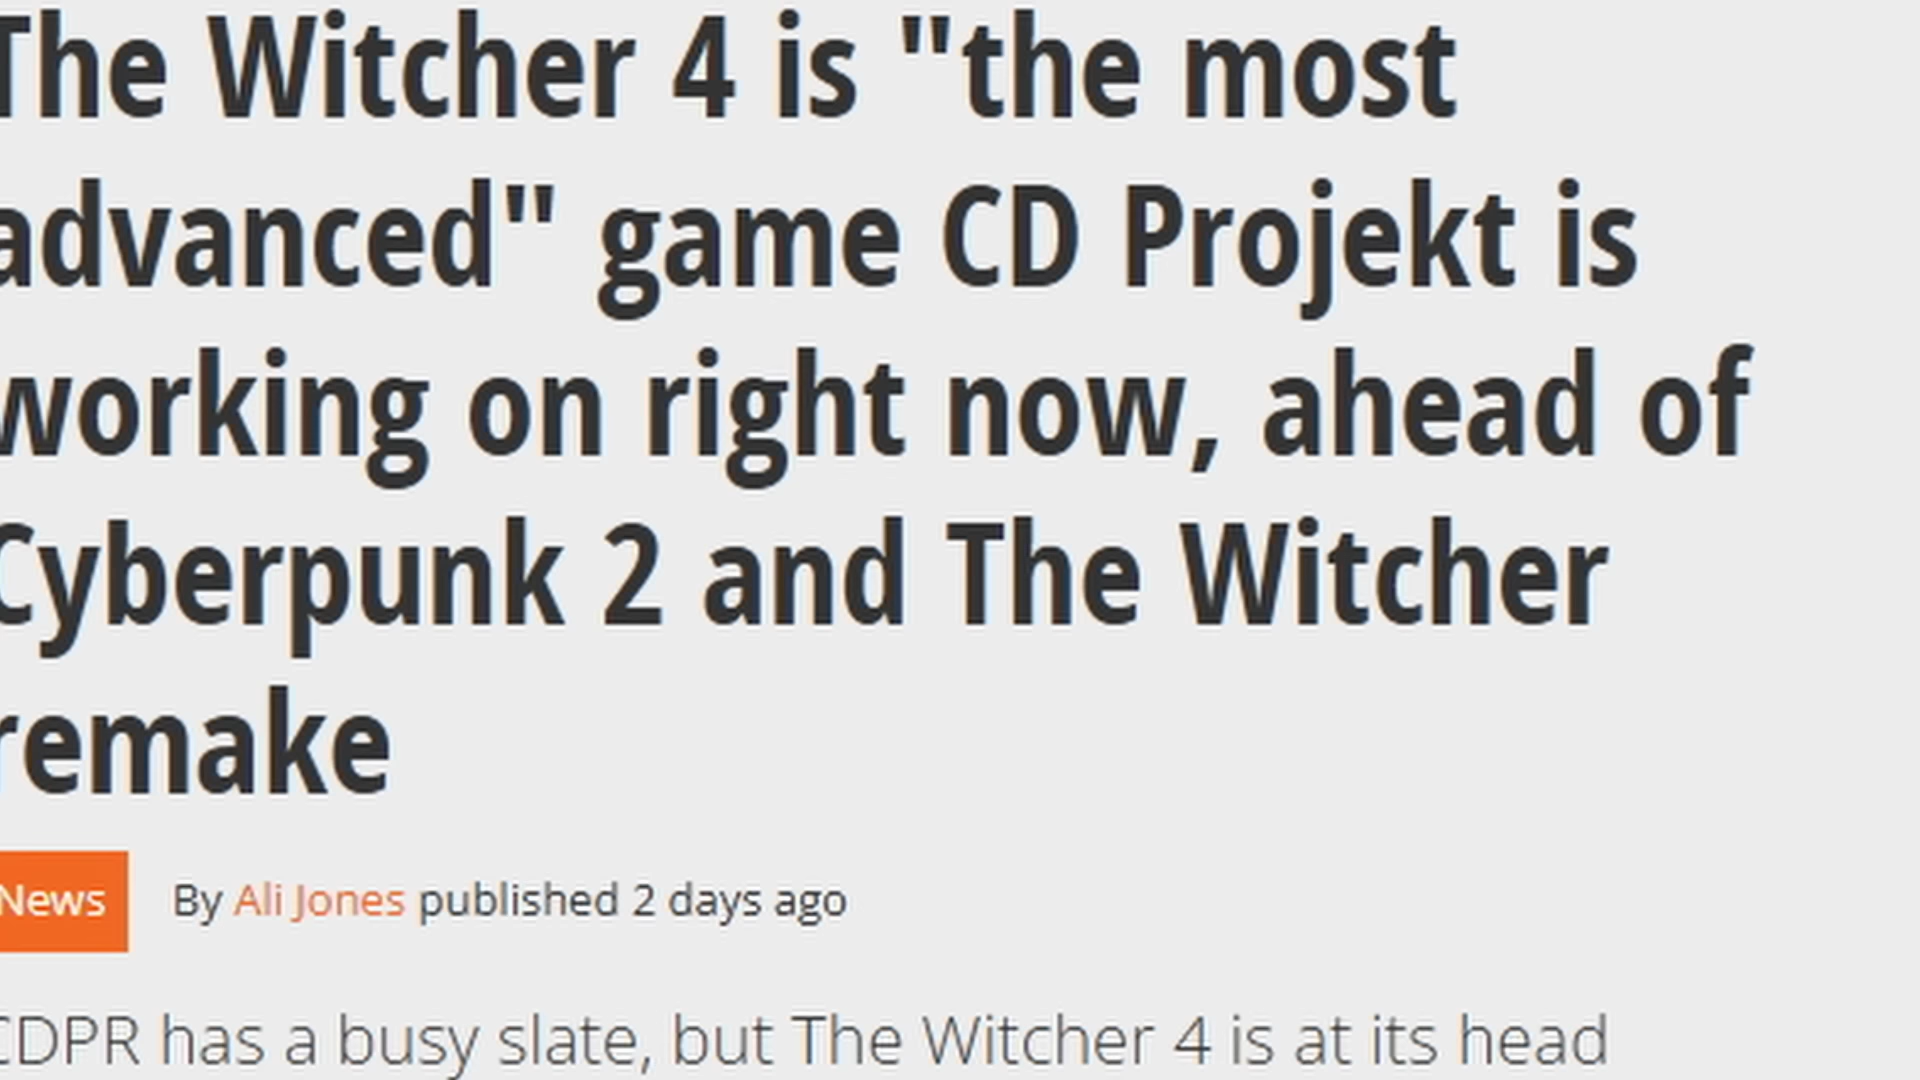 The Witcher 4 is "the most
advanced" game CD Projekt is
working on right now, ahead of
Cyberpunk 2 and The Witcher
remake
News By Ali Jones published 2 days ago
CDPR has a busy slate, but The Witcher 4 is at its head